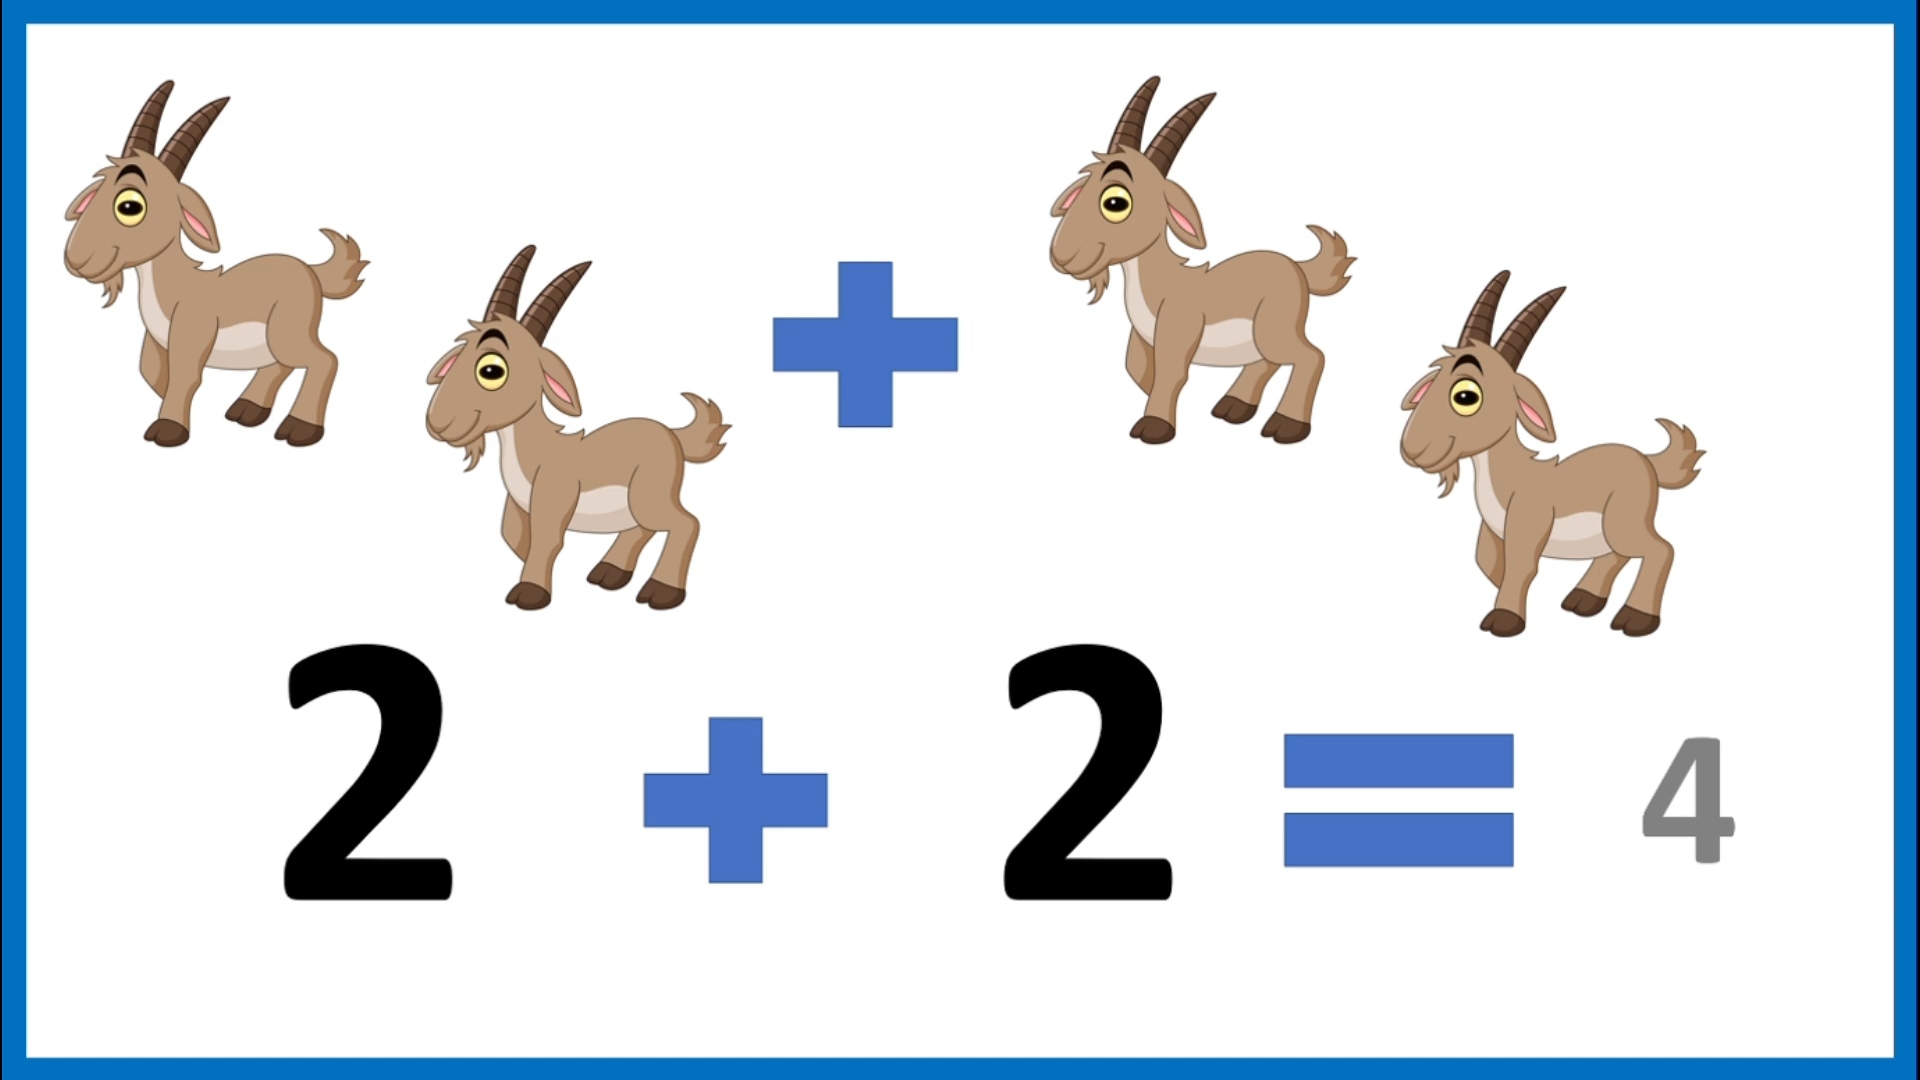 +
2 + 2 = 4